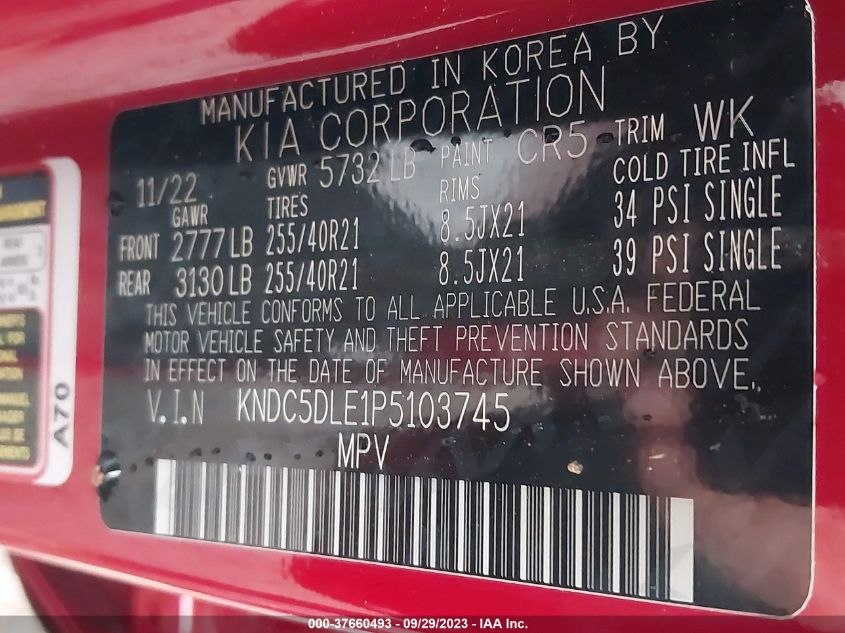 MANUFACTURED IN KOREA BY
KIA CORPORATION
11/22 GVWR 5732 LB PAINT CR5 TRIM WK
GAWR TIRES RIMS COLD TIRE INFL
FRONT 2777 LB 255/40R21 8.5JX21 34 PSI SINGLE
REAR 3130 LB 255/40R21 8.5JX21 39 PSI SINGLE
THIS VEHICLE CONFORMS TO ALL APPLICABLE U.S.A. FEDERAL
MOTOR VEHICLE SAFETY AND THEFT PREVENTION STANDARDS
IN EFFECT ON THE DATE OF MANUFACTURE SHOWN ABOVE.,
V.I.N KNDC5DLE1P5103745
MPV
A70
000-37660493 - 09/29/2023 - IAA Inc.